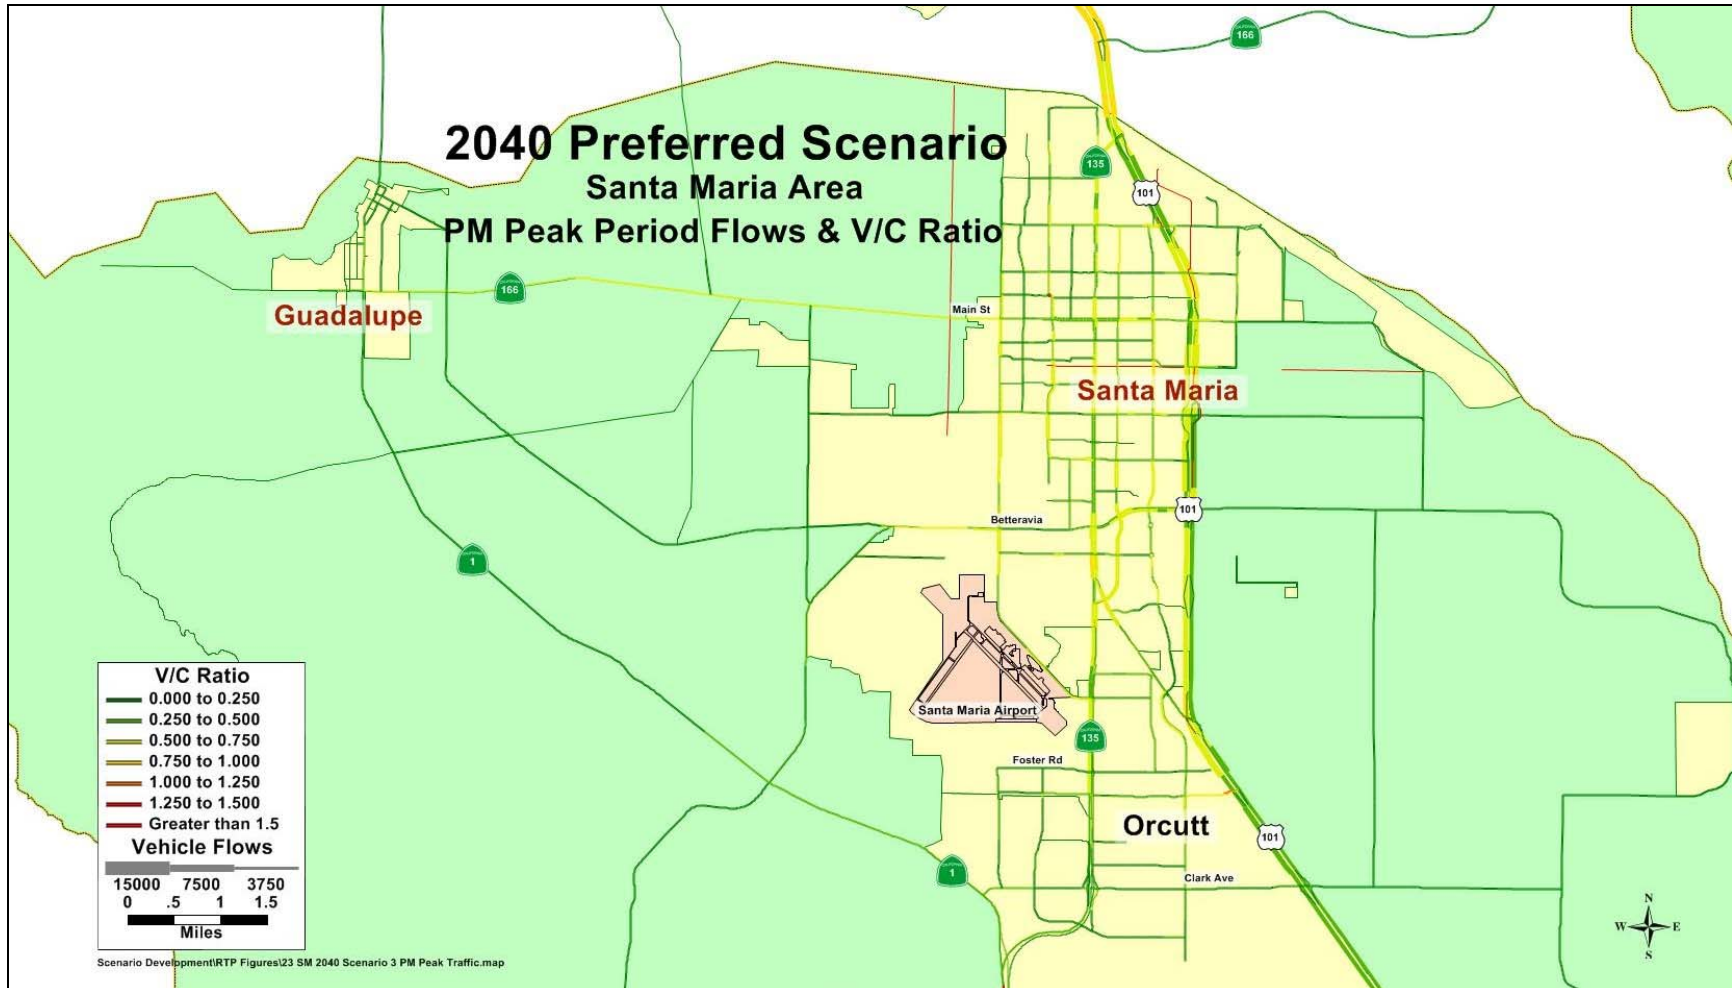 166
2040 Preferred Scenario
Santa Maria Area
PM Peak Period Flows & V/C Ratio
CALIFORNIA
135
101
166
Guadalupe
Main St
Santa Maria
Betteravia
101
1
Santa Maria Airport
135
Foster Rd
Orcutt
101
1
Clark Ave
V/C Ratio
0.000 to 0.250
0.250 to 0.500
0.500 to 0.750
0.750 to 1.000
1.000 to 1.250
1.250 to 1.500
Greater than 1.5
Vehicle Flows
15000 7500 3750
0 .5 1 1.5
Miles
Scenario Development\RTP Figures\23 SM 2040 Scenario 3 PM Peak Traffic.map
N
W E
S